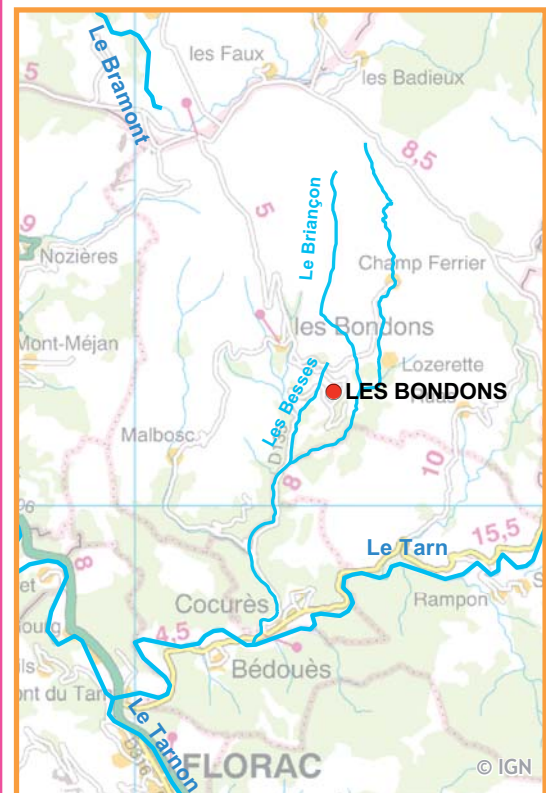 les Faux
les Badieux
Le Bramont
5
8,5
5
9
Nozières
Le Briançon
Champ Ferrier
les Bondons
Mont-Méjan
Lozerette
Les Besses
LES BONDONS
Malbosc
D135
8
10
15,5
8
Le Tarn
Cocurès
Rampon
4,5
Bédouès
Le Tarnon
FLORAC
© IGN